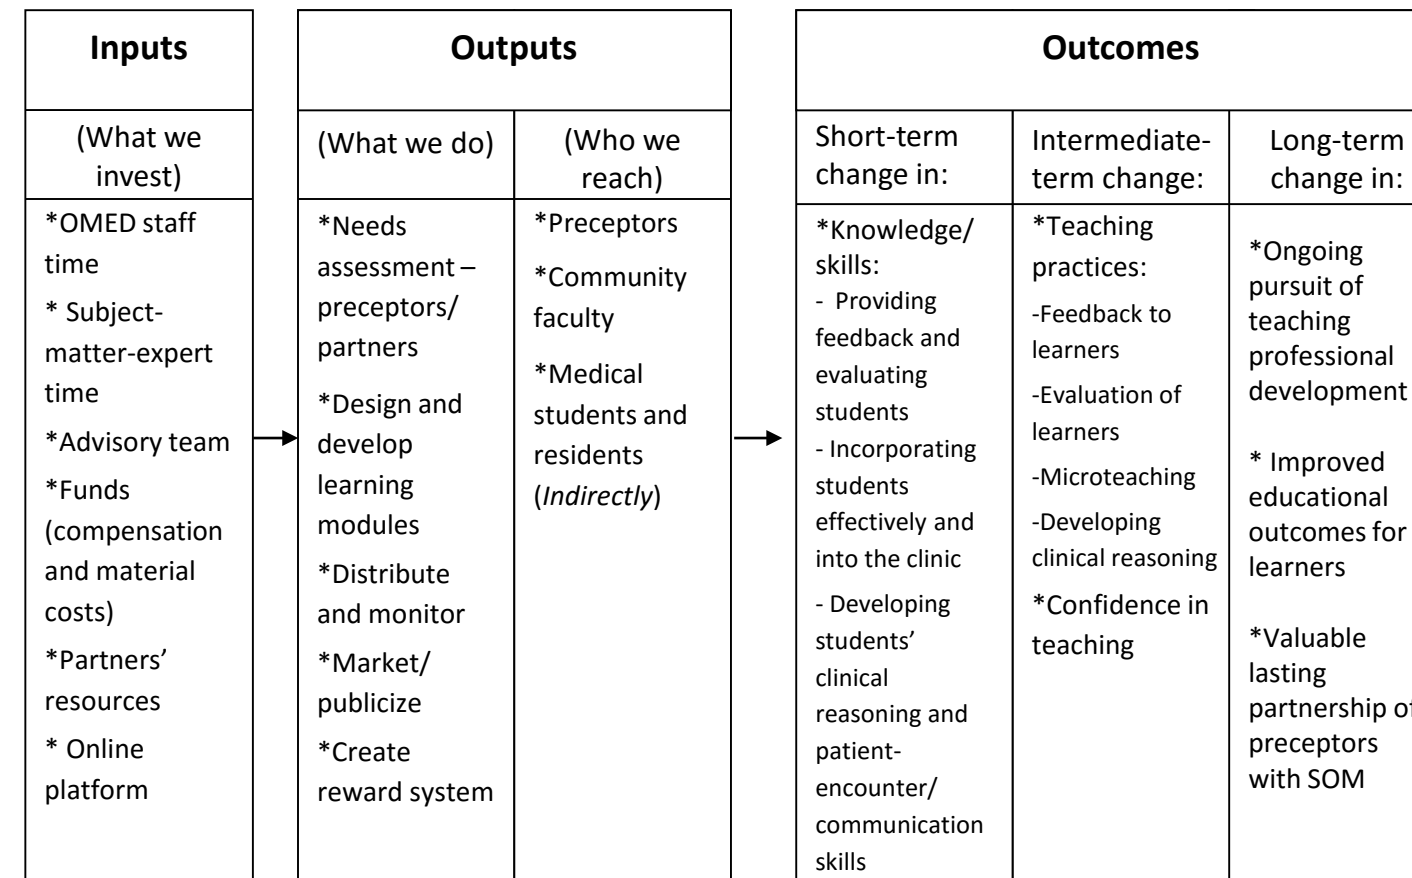 Inputs
(What we
invest)
*OMED staff
time
* Subject-
matter-expert
time
*Advisory team
*Funds
(compensation
and material
costs)
*Partners’
resources
* Online
platform
Outputs
(What we do)
*Needs
assessment –
preceptors/
partners
*Design and
develop
learning
modules
*Distribute
and monitor
*Market/
publicize
*Create
reward system
(Who we
reach)
*Preceptors
*Community
faculty
*Medical
students and
residents
(Indirectly)
Outcomes
Short-term
change in:
*Knowledge/
skills:
- Providing
feedback and
evaluating
students
- Incorporating
students
effectively and
into the clinic
- Developing
students’
clinical
reasoning and
patient-
encounter/
communication
skills
Intermediate-
term change:
*Teaching
practices:
-Feedback to
learners
-Evaluation of
learners
-Microteaching
-Developing
clinical reasoning
*Confidence in
teaching
Long-term
change in:
*Ongoing
pursuit of
teaching
professional
development
* Improved
educational
outcomes for
learners
*Valuable
lasting
partnership of
preceptors
with SOM